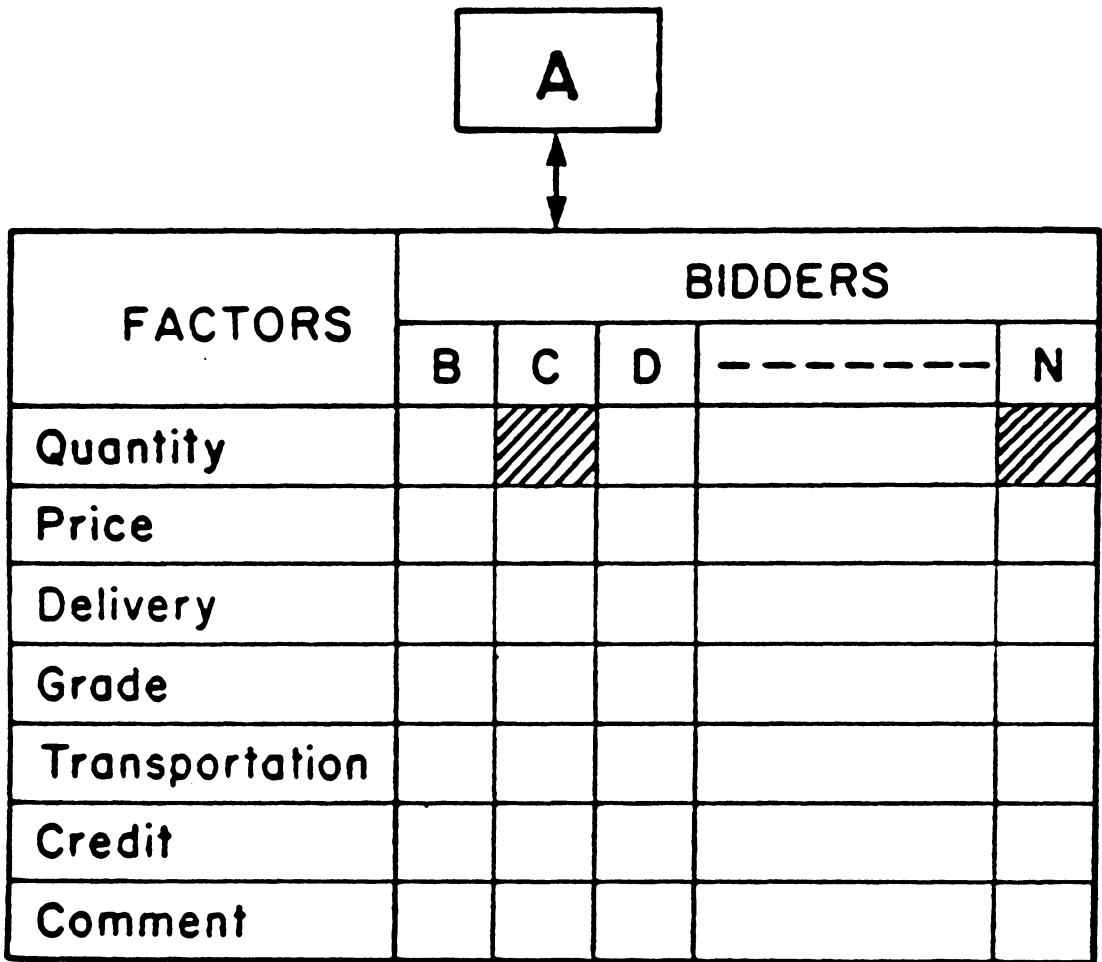 A
BIDDERS
FACTORS
B C D N
Quantity
Price
Delivery
Grade
Transportation
Credit
Comment